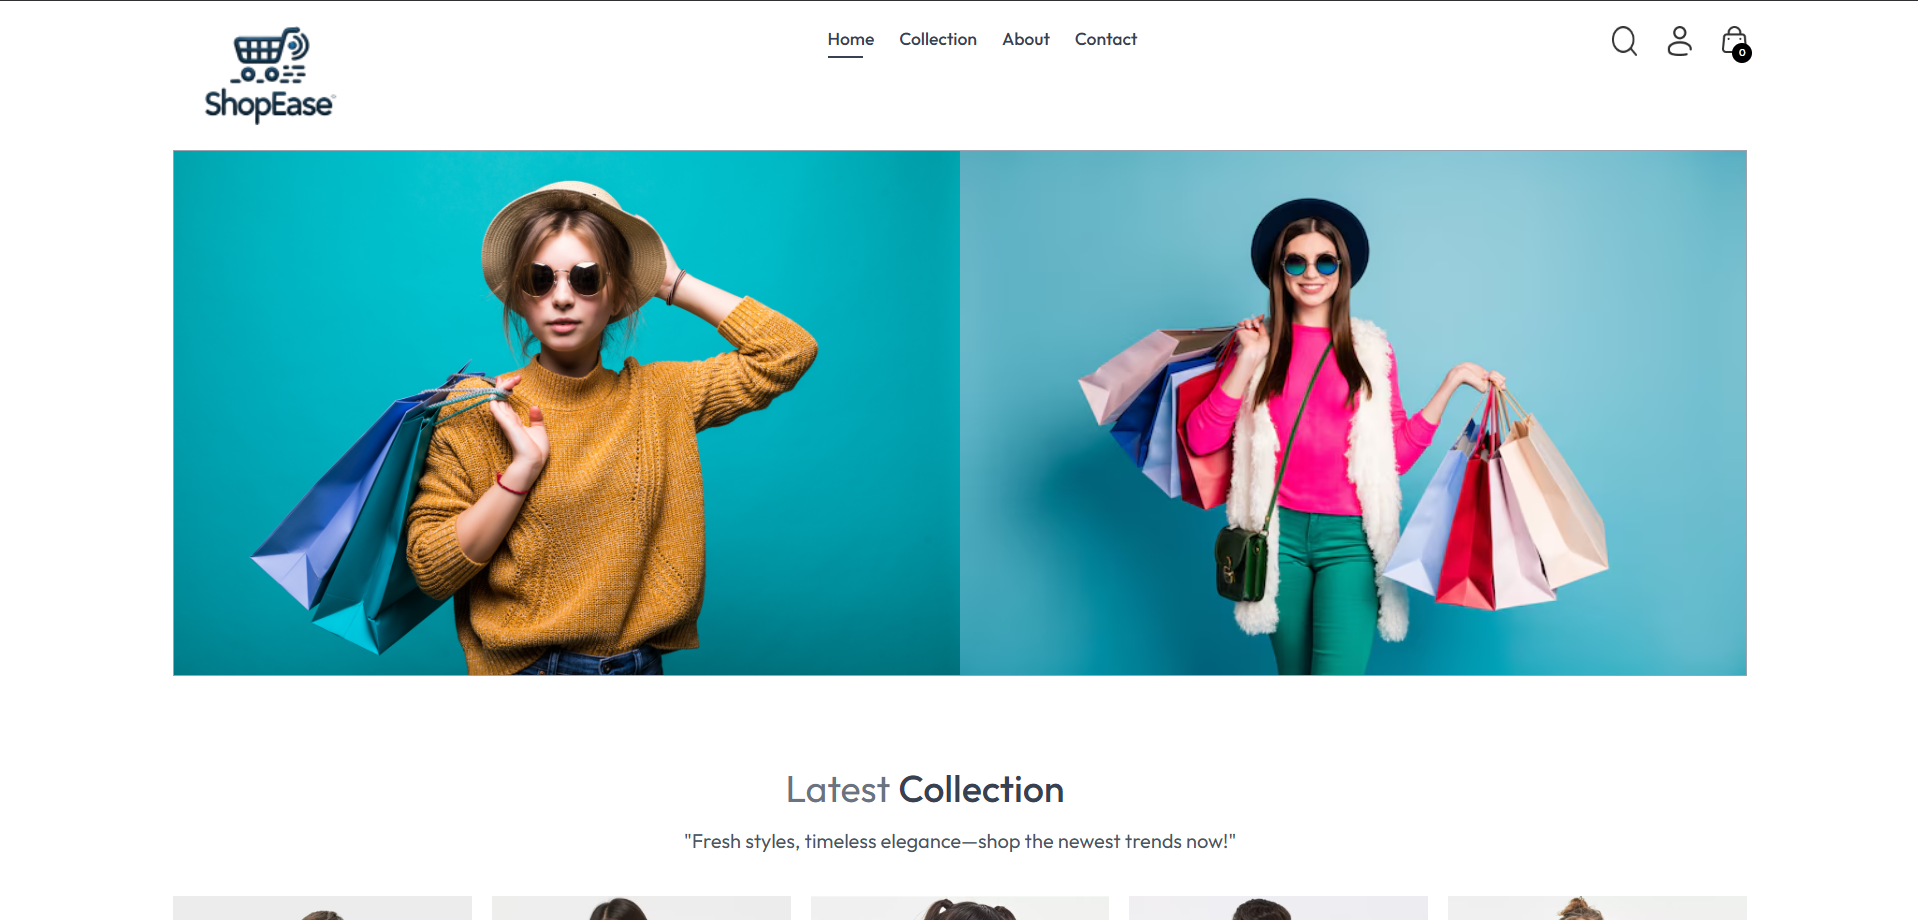 ShopEase
Home Collection About Contact
0
Latest Collection
"Fresh styles, timeless elegance—shop the newest trends now!"